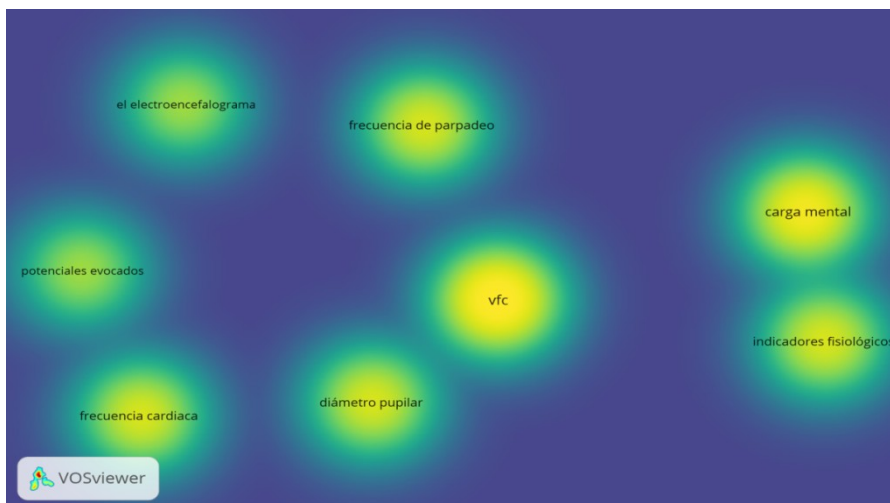 el electroencefalograma
frecuencia de parpadeo
carga mental
potenciales evocados
vfc
indicadores fisiológicos
diámetro pupilar
frecuencia cardiaca
VOSviewer